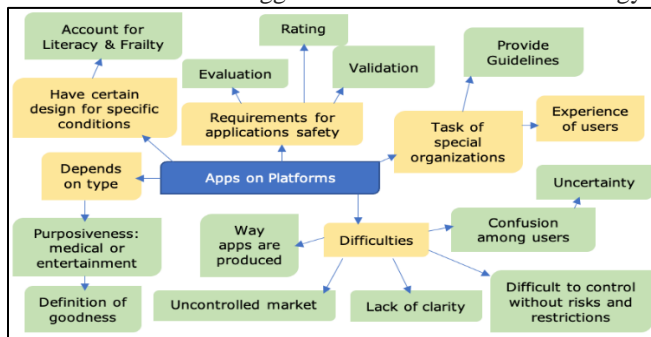 Account for
Literacy & Frailty
Rating
Provide
Guidelines
Evaluation
Validation
Have certain
design for specific
conditions
Requirements for
applications safety
Task of
special
organizations
Experience
of users
Depends
on type
Apps on Platforms
Uncertainty
Purposiveness:
medical or
entertainment
Way
apps are
produced
Difficulties
Confusion
among users
Definition of
goodness
Uncontrolled market
Lack of clarity
Difficult to control
without risks and
restrictions